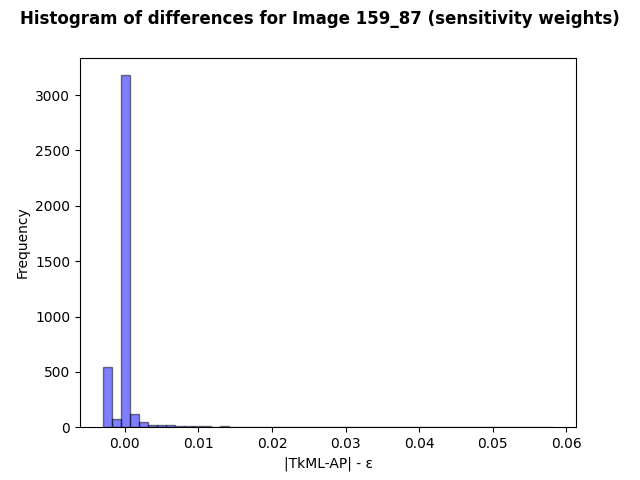 Histogram of differences for Image 159_87 (sensitivity weights)
3000
2500
2000
1500
1000
500
0
Frequency
0.00 0.01 0.02 0.03 0.04 0.05 0.06
|TkML-AP| - ε